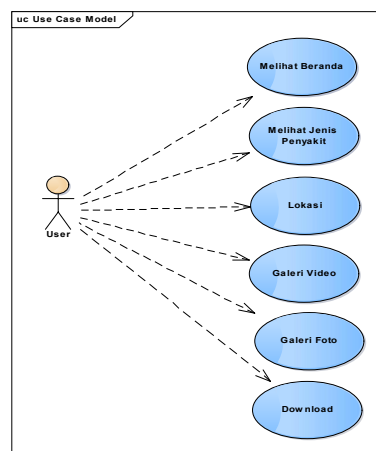 uc Use Case Model
Melihat Beranda
Melihat Jenis
Penyakit
Lokasi
User
Galeri Video
Galeri Foto
Download